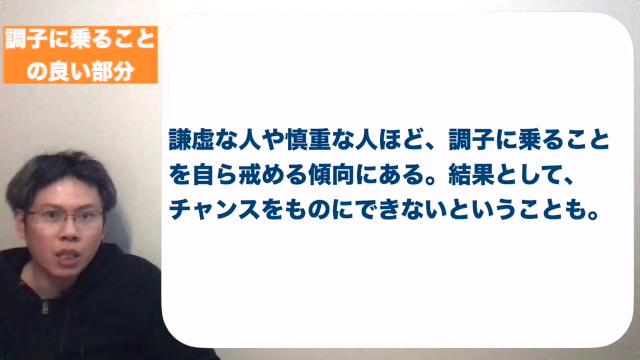 調子に乗ること
の良い部分
謙虚な人や慎重な人ほど、調子に乗ること
を自ら戒める傾向にある。結果として、
チャンスをものにできないということも。